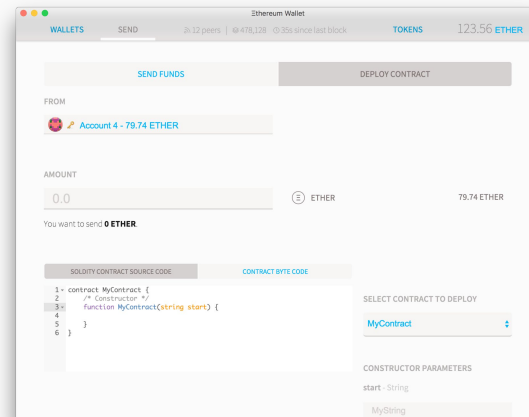 Ξthereum Wallet
WALLETS SEND 12 peers | 478,128 35s since last block TOKENS 123.56 ETHER
SEND FUNDS DEPLOY CONTRACT
FROM
Account 4 - 79.74 ETHER
AMOUNT
0.0 Ξ ETHER 79.74 ETHER
You want to send 0 ETHER.
SOLDITY CONTRACT SOURCE CODE CONTRACT BYTE CODE
1 contract MyContract {
2 /* Constructor */
3 function MyContract(string start) {
4
5 }
6 }
SELECT CONTRACT TO DEPLOY
MyContract
CONSTRUCTOR PARAMETERS
start - String
MyString